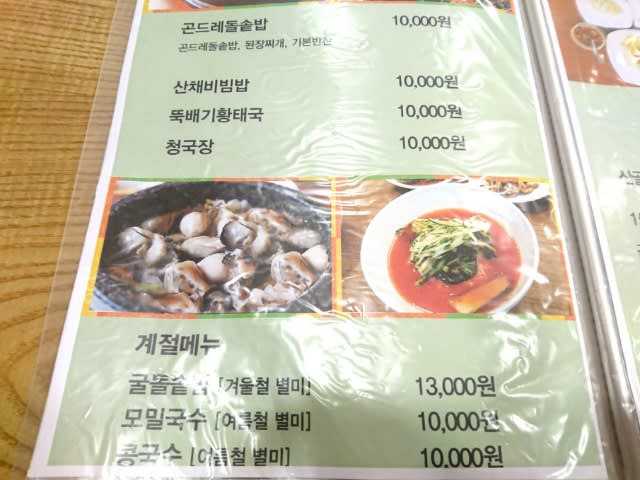 곤드레돌솥밥 10,000원
곤드레돌솥밥, 된장찌개, 기본반찬
산채비빔밥 10,000원
뚝배기황태국 10,000원
청국장 10,000원
계절메뉴
굴돌솥밥 [겨울철 별미] 13,000원
모밀국수 [여름철 별미] 10,000원
콩국수 [여름철 별미] 10,000원